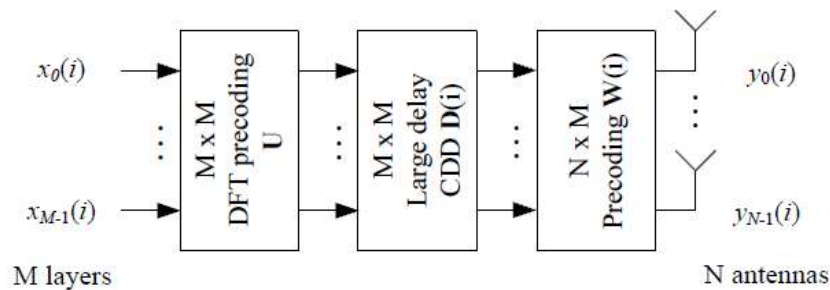 x0(i)
xM-1(i)
M layers
M x M
DFT precoding
U
M x M
Large delay
CDD D(i)
N x M
Precoding W(i)
y0(i)
yN-1(i)
N antennas